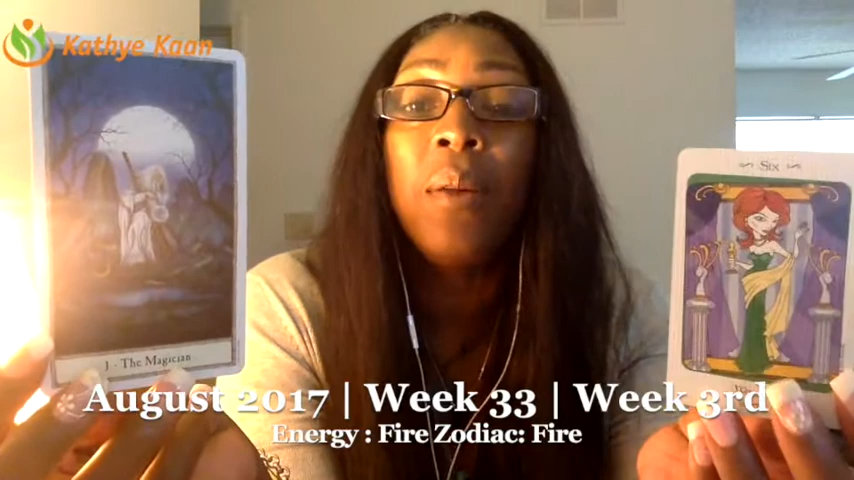 Kathye Kaan
Six
I · The Magician
August 2017 | Week 33 | Week 3rd
Energy : Fire Zodiac: Fire